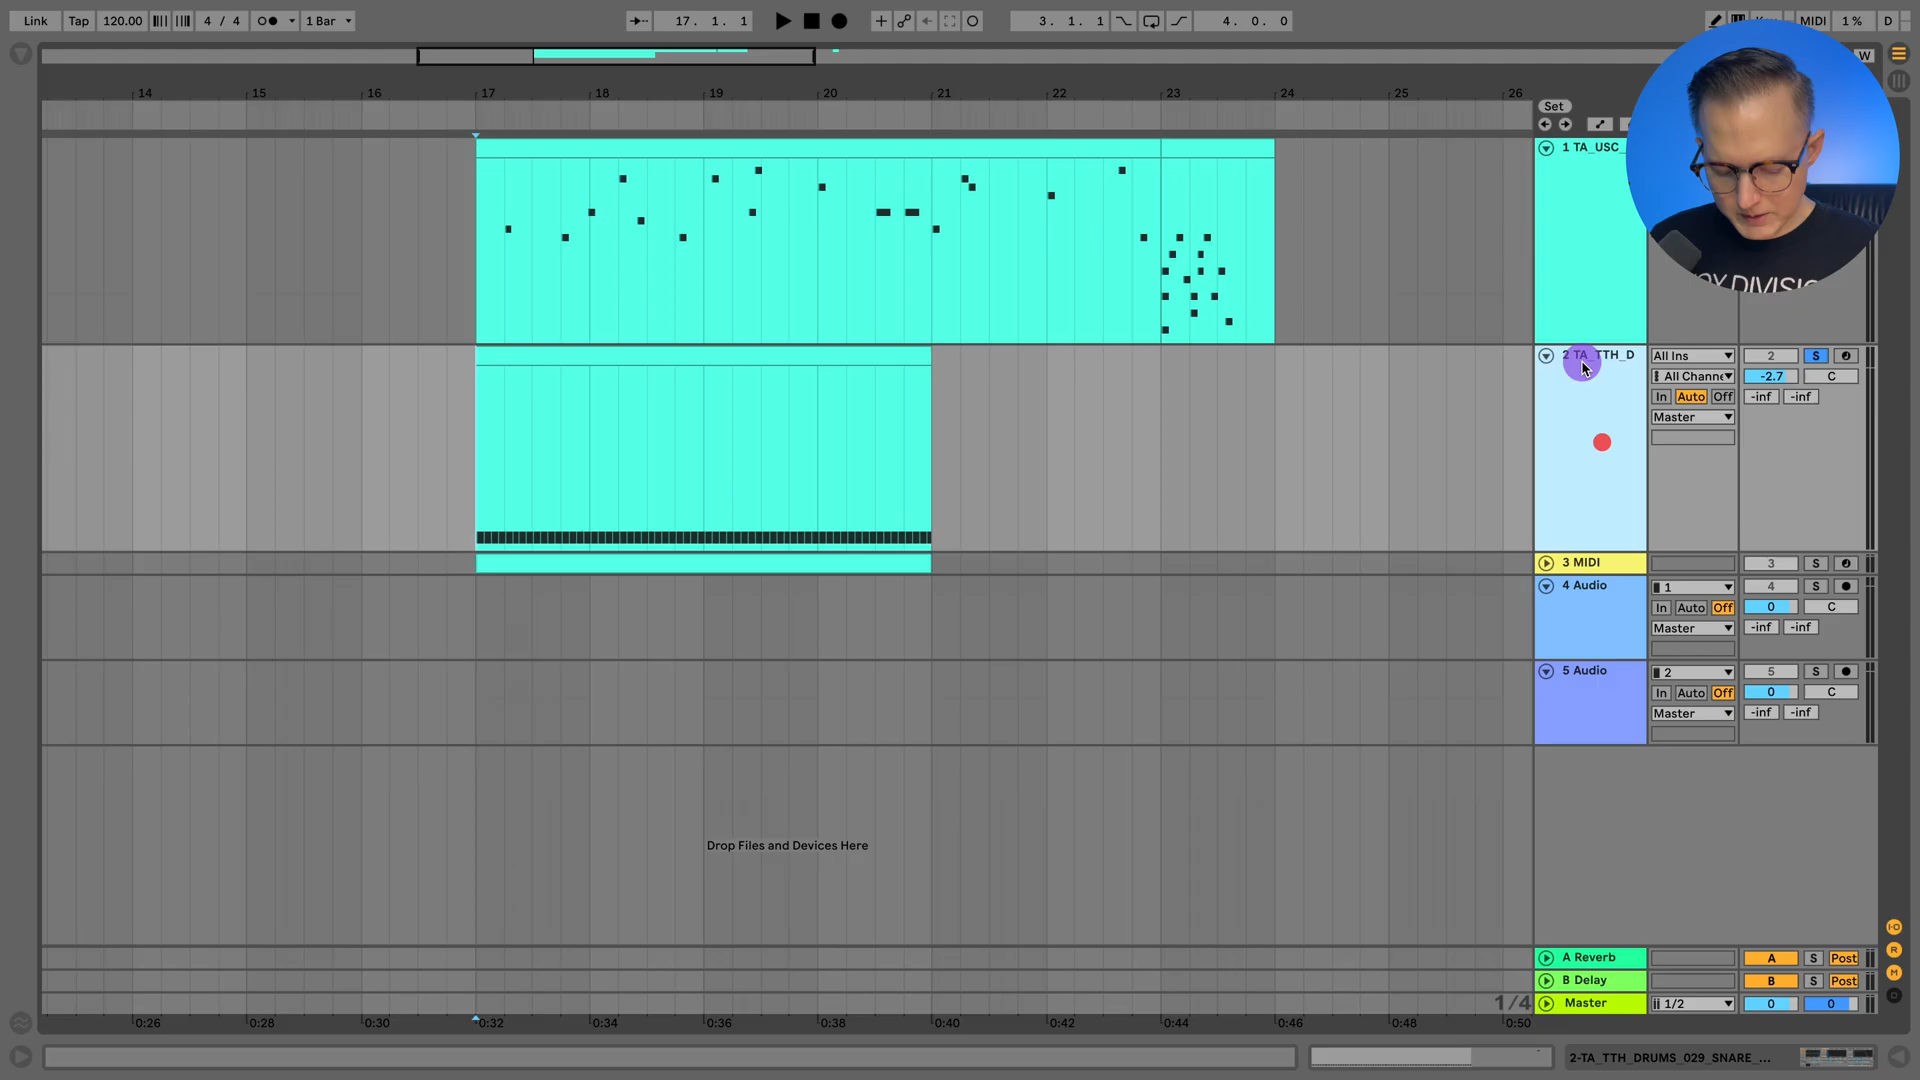 Link Tap 120.00 4 / 4 1 Bar 17. 1. 1 3. 1. 1 4. 0. 0 MIDI 1 % D
W
14 15 16 17 18 19 20 21 22 23 24 25 26
Set
1 TA_USC_
DIVISIO
2 TA_TTH_D All Ins 2 S
All Channe -2.7 C
In Auto Off -inf -inf
Master
3 MIDI 3 S
4 Audio 1 4 S
In Auto Off 0 C
Master -inf -inf
5 Audio 2 5 S
In Auto Off 0 C
Master -inf -inf
Drop Files and Devices Here
A Reverb A S Post
B Delay B S Post
1/4 Master 1/2 0 0
0:26 0:28 0:30 0:32 0:34 0:36 0:38 0:40 0:42 0:44 0:46 0:48 0:50
2-TA_TTH_DRUMS_029_SNARE_...